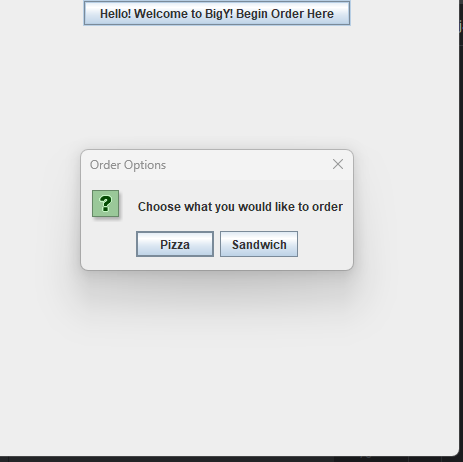 Hello! Welcome to BigY! Begin Order Here
Order Options
?
Choose what you would like to order
Pizza
Sandwich